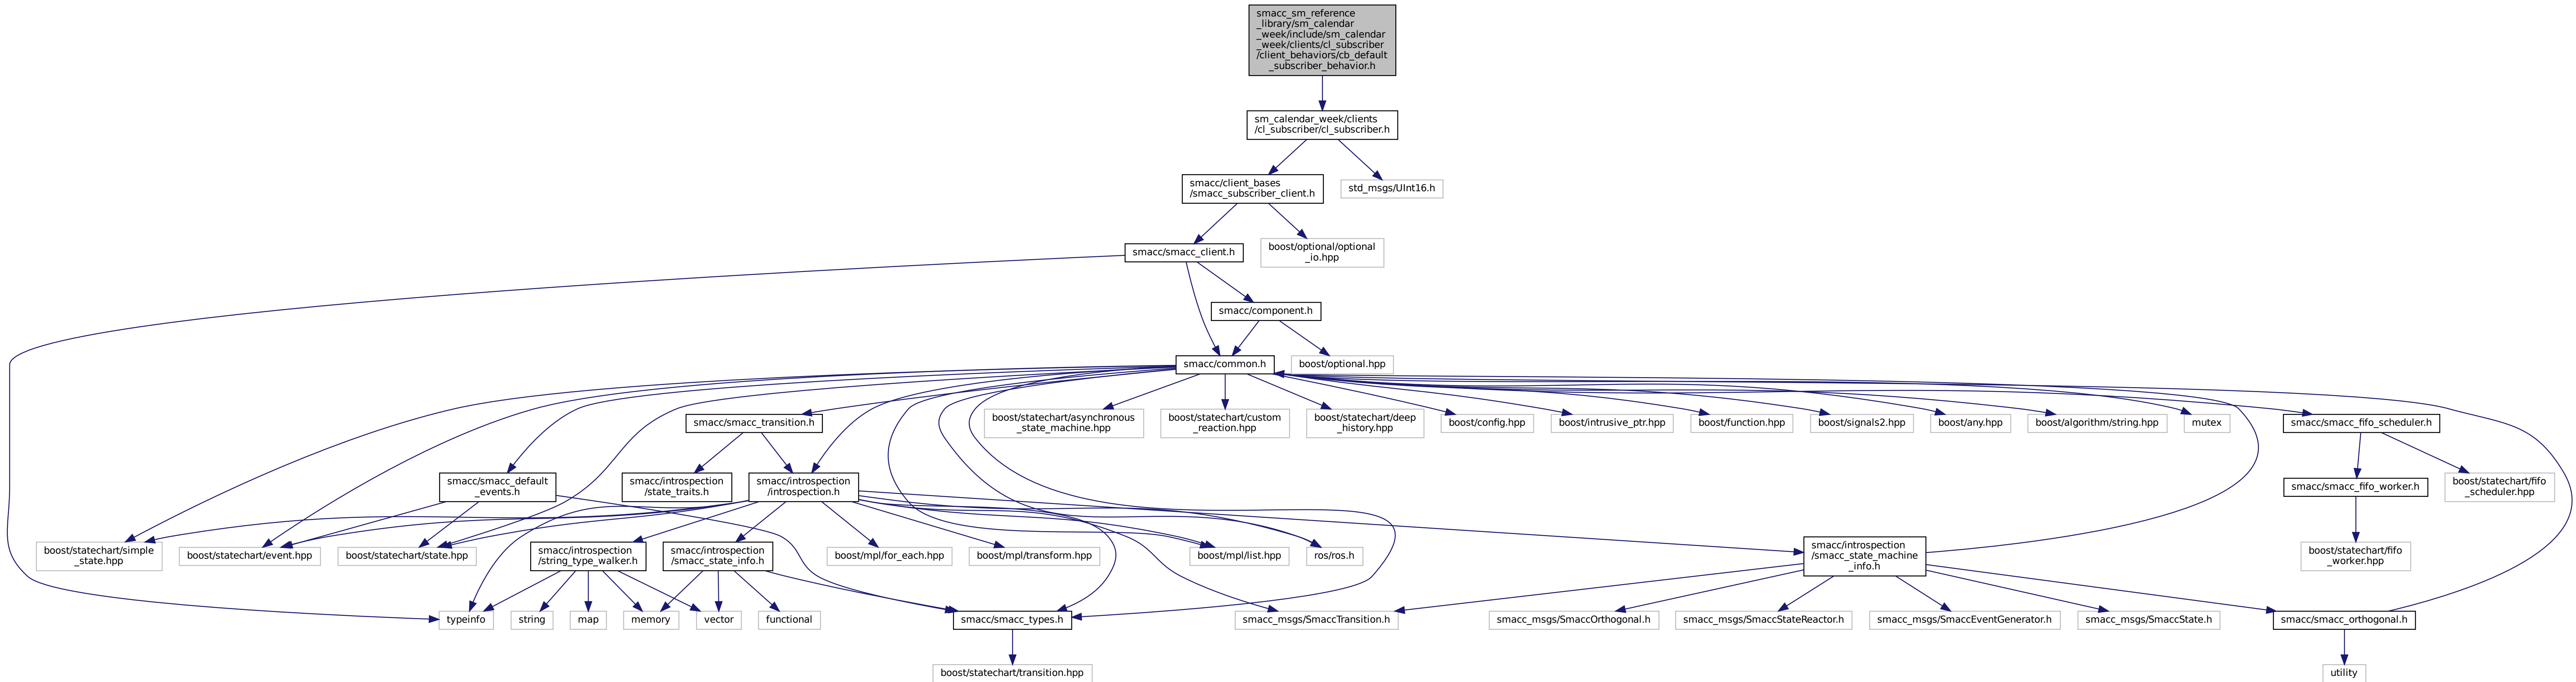 smacc_sm_reference
_library/sm_calendar
_week/include/sm_calendar
_week/clients/cl_subscriber
/client_behaviors/cb_default
_subscriber_behavior.h
sm_calendar_week/clients
/cl_subscriber/cl_subscriber.h
smacc/client_bases
/smacc_subscriber_client.h
std_msgs/UInt16.h
smacc/smacc_client.h
boost/optional/optional
_io.hpp
smacc/component.h
smacc/common.h
boost/optional.hpp
smacc/smacc_transition.h
boost/statechart/asynchronous
_state_machine.hpp
boost/statechart/custom
_reaction.hpp
boost/statechart/deep
_history.hpp
boost/config.hpp
boost/intrusive_ptr.hpp
boost/function.hpp
boost/signals2.hpp
boost/any.hpp
boost/algorithm/string.hpp
mutex
smacc/smacc_fifo_scheduler.h
smacc/smacc_default
_events.h
smacc/introspection
/state_traits.h
smacc/introspection
/introspection.h
smacc/smacc_fifo_worker.h
boost/statechart/fifo
_scheduler.hpp
boost/statechart/simple
_state.hpp
boost/statechart/event.hpp
boost/statechart/state.hpp
smacc/introspection
/string_type_walker.h
smacc/introspection
/smacc_state_info.h
boost/mpl/for_each.hpp
boost/mpl/transform.hpp
boost/mpl/list.hpp
ros/ros.h
smacc/introspection
/smacc_state_machine
_info.h
boost/statechart/fifo
_worker.hpp
typeinfo
string
map
memory
vector
functional
smacc/smacc_types.h
smacc_msgs/SmaccTransition.h
smacc_msgs/SmaccOrthogonal.h
smacc_msgs/SmaccStateReactor.h
smacc_msgs/SmaccEventGenerator.h
smacc_msgs/SmaccState.h
smacc/smacc_orthogonal.h
boost/statechart/transition.hpp
utility